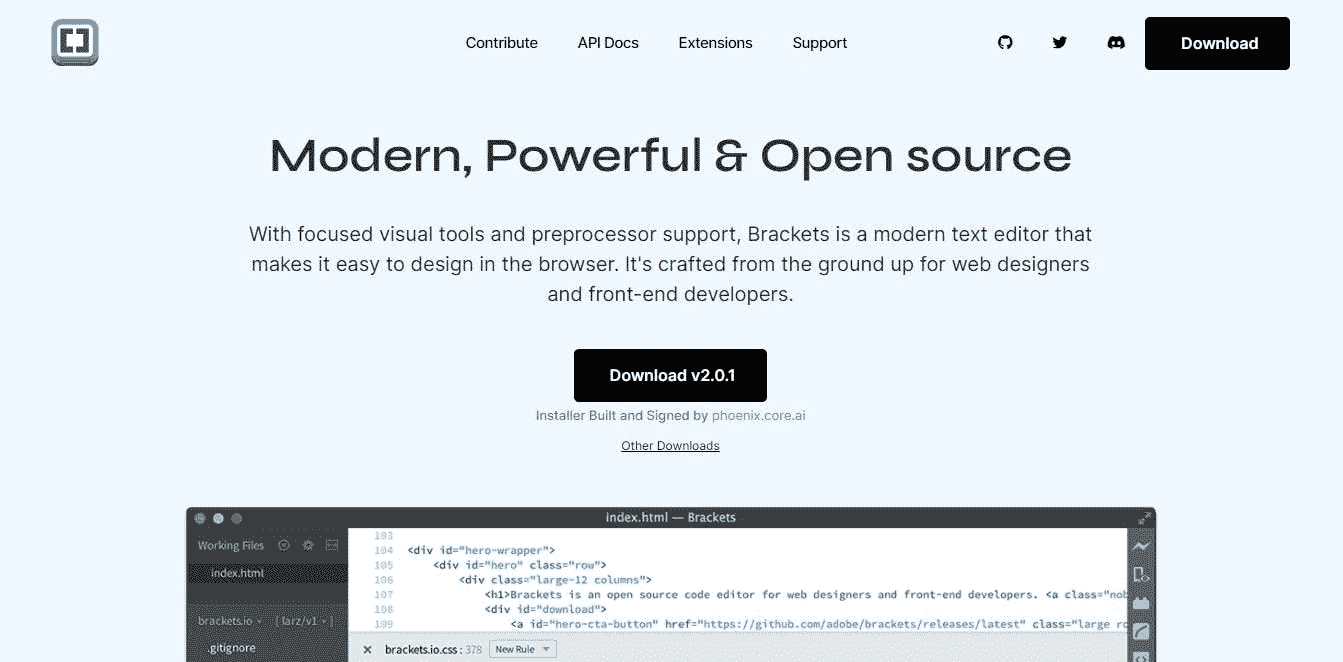 Contribute API Docs Extensions Support Download
Modern, Powerful & Open source
With focused visual tools and preprocessor support, Brackets is a modern text editor that
makes it easy to design in the browser. It's crafted from the ground up for web designers
and front-end developers.
Download v2.0.1
Installer Built and Signed by phoenix.core.ai
Other Downloads
index.html — Brackets
Working Files
index.html
brackets.io [ larz/v1 ]
.gitignore
103
104 <div id="hero-wrapper">
105 <div id="hero" class="row">
106 <div class="large-12 columns">
107 <h1>Brackets is an open source code editor for web designers and front-end developers. <a class="nob
108 <div id="download">
109 <a id="hero-cta-button" href="https://github.com/adobe/brackets/releases/latest" class="large ro
× brackets.io.css : 378 New Rule